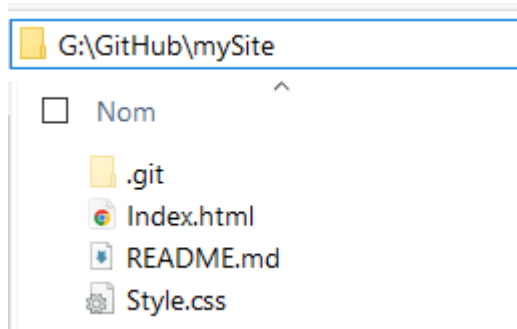 G:\GitHub\mySite
Nom
.git
Index.html
README.md
Style.css